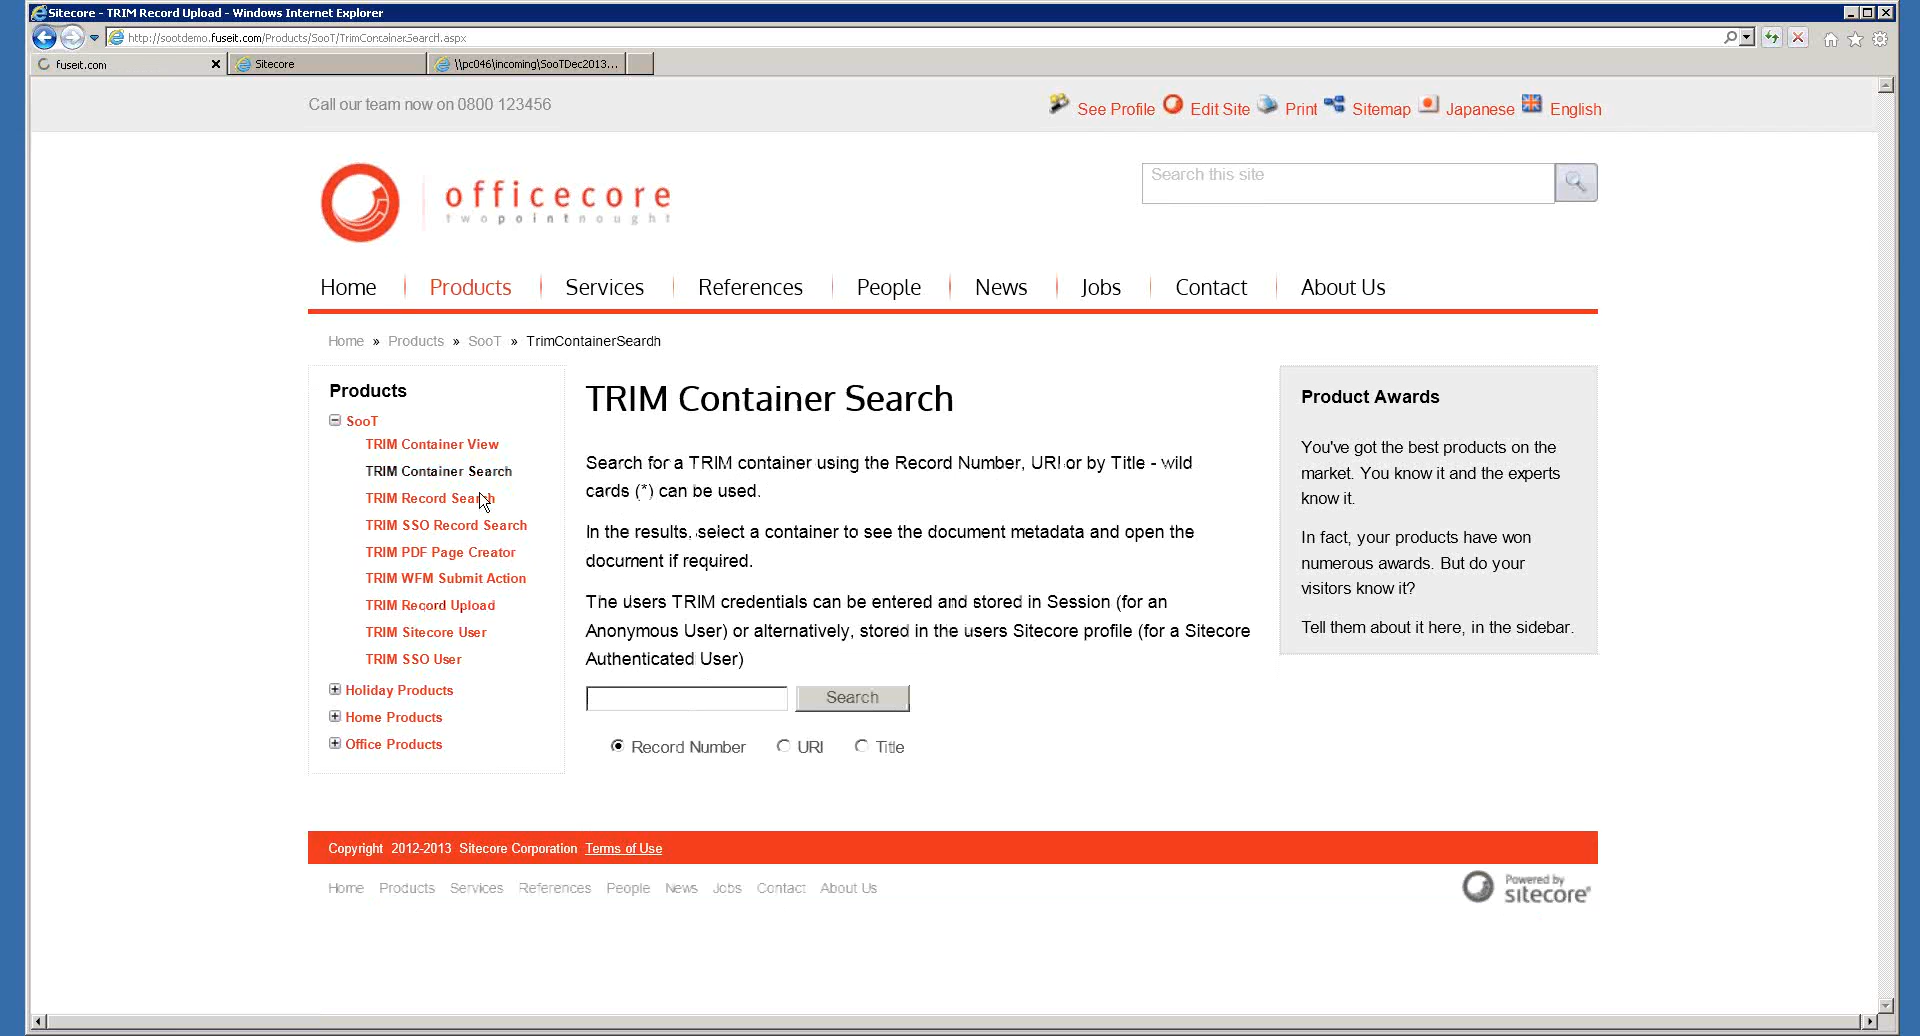 Sitecore - TRIM Record Upload - Windows Internet Explorer
http://sootdemo.fuseit.com/Products/SooT/TrimContainerSearch.aspx
fuseit.com
Sitecore
\\pc046\incoming\SooTDec2013...
Call our team now on 0800 123456
See Profile
Edit Site
Print
Sitemap
Japanese
English
officecore
twopointnought
Search this site
Home
Products
Services
References
People
News
Jobs
Contact
About Us
Home » Products » SooT » TrimContainerSeardh
Products
SooT
TRIM Container View
TRIM Container Search
TRIM Record Search
TRIM SSO Record Search
TRIM PDF Page Creator
TRIM WFM Submit Action
TRIM Record Upload
TRIM Sitecore User
TRIM SSO User
Holiday Products
Home Products
Office Products
TRIM Container Search
Search for a TRIM container using the Record Number, URI or by Title - wild
cards (*) can be used.
In the results, select a container to see the document metadata and open the
document if required.
The users TRIM credentials can be entered and stored in Session (for an
Anonymous User) or alternatively, stored in the users Sitecore profile (for a Sitecore
Authenticated User)
Search
Record Number
URI
Title
Product Awards
You've got the best products on the
market. You know it and the experts
know it.
In fact, your products have won
numerous awards. But do your
visitors know it?
Tell them about it here, in the sidebar.
Copyright 2012-2013 Sitecore Corporation Terms of Use
Home Products Services References People News Jobs Contact About Us
Powered by
sitecore